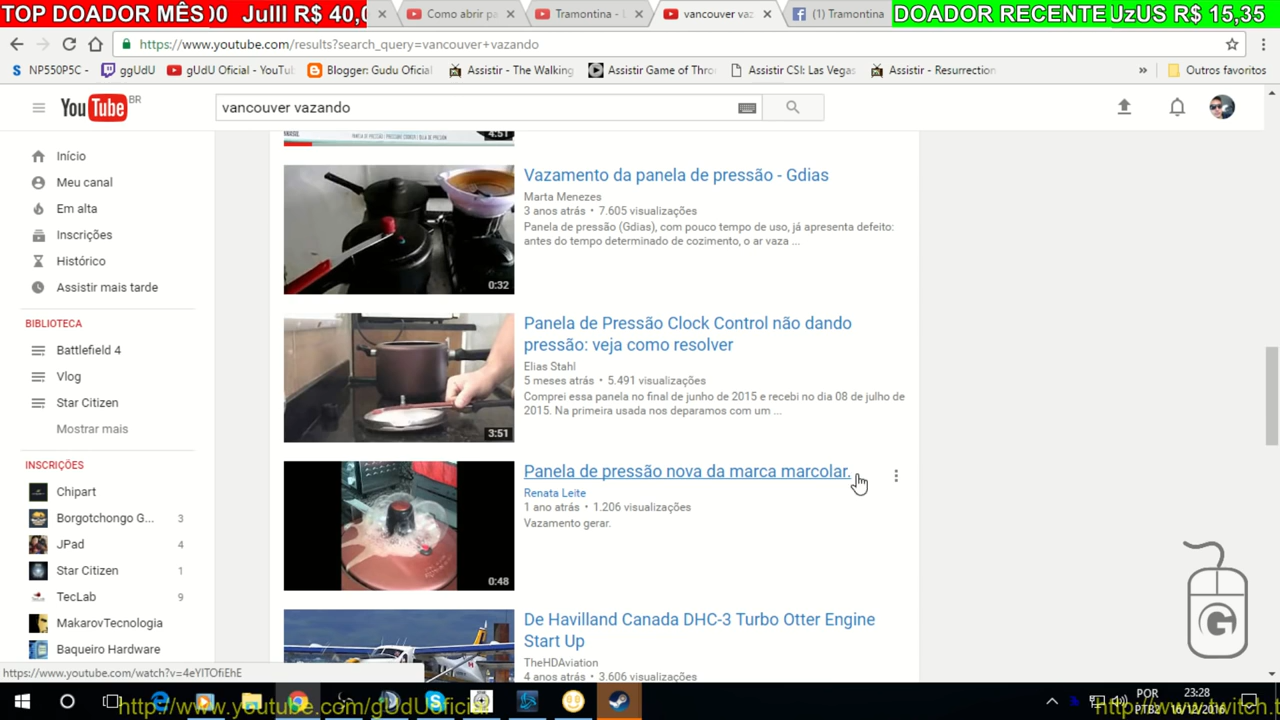 TOP DOADOR MÊS 00 JuIII R$ 40,0
Como abrir pa
Tramontina - L
vancouver vaz
(1) Tramontina
DOADOR RECENTE UzUS R$ 15,35
https://www.youtube.com/results?search_query=vancouver+vazando
NP550P5C -
ggUdU
gUdU Oficial - YouTu
Blogger: Gudu Oficial
Assistir - The Walking
Assistir Game of Thro
Assistir CSI: Las Vegas
Assistir - Resurrection
Outros favoritos
YouTube BR
vancouver vazando
Início
Meu canal
Em alta
Inscrições
Histórico
Assistir mais tarde
BIBLIOTECA
Battlefield 4
Vlog
Star Citizen
Mostrar mais
INSCRIÇÕES
Chipart
Borgotchongo G... 3
JPad 4
Star Citizen 1
TecLab 9
MakarovTecnologia
Baqueiro Hardware
4:51
Vazamento da panela de pressão - Gdias
Marta Menezes
3 anos atrás • 7.605 visualizações
Panela de pressão (Gdias), com pouco tempo de uso, já apresenta defeito:
antes do tempo determinado de cozimento, o ar vaza ...
0:32
Panela de Pressão Clock Control não dando
pressão: veja como resolver
Elias Stahl
5 meses atrás • 5.491 visualizações
Comprei essa panela no final de junho de 2015 e recebi no dia 08 de julho de
2015. Na primeira usada nos deparamos com um ...
3:51
Panela de pressão nova da marca marcolar.
Renata Leite
1 ano atrás • 1.206 visualizações
Vazamento gerar.
0:48
De Havilland Canada DHC-3 Turbo Otter Engine
Start Up
TheHDAviation
4 anos atrás • 3.606 visualizações
https://www.youtube.com/watch?v=4eYITOfiEhE
G
http://www.youtube.com/gUdUoficial
http://www.twitch.t
POR
PTB2
23:28
16/12/2016